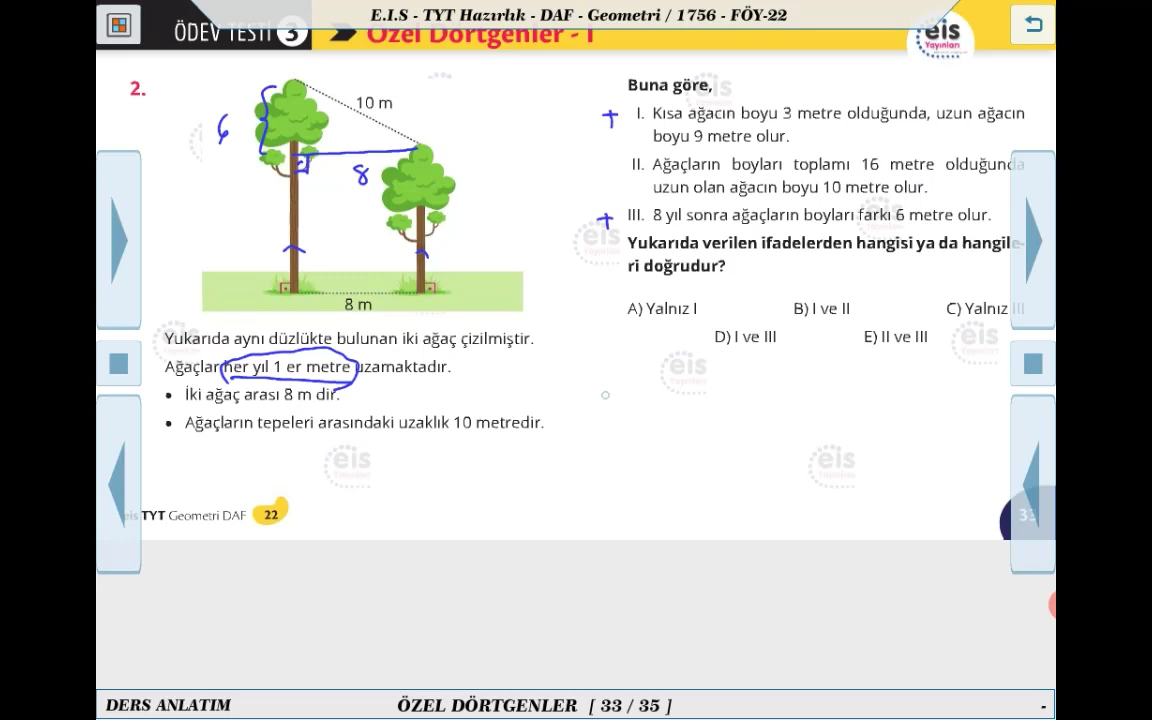 E.I.S - TYT Hazırlık - DAF - Geometri / 1756 - FÖY-22
ÖDEV TESTİ 3 Özel Dörtgenler - I
eis
Yayınları
2.
10 m
6
8
8 m
Yukarıda aynı düzlükte bulunan iki ağaç çizilmiştir.
Ağaçlar her yıl 1 er metre uzamaktadır.
• İki ağaç arası 8 m dir.
• Ağaçların tepeleri arasındaki uzaklık 10 metredir.
Buna göre,
+ I. Kısa ağacın boyu 3 metre olduğunda, uzun ağacın
boyu 9 metre olur.
II. Ağaçların boyları toplamı 16 metre olduğunda
uzun olan ağacın boyu 10 metre olur.
+ III. 8 yıl sonra ağaçların boyları farkı 6 metre olur.
Yukarıda verilen ifadelerden hangisi ya da hangile-
ri doğrudur?
A) Yalnız I B) I ve II C) Yalnız III
D) I ve III E) II ve III
eis TYT Geometri DAF 22
33
DERS ANLATIM ÖZEL DÖRTGENLER [ 33 / 35 ] -